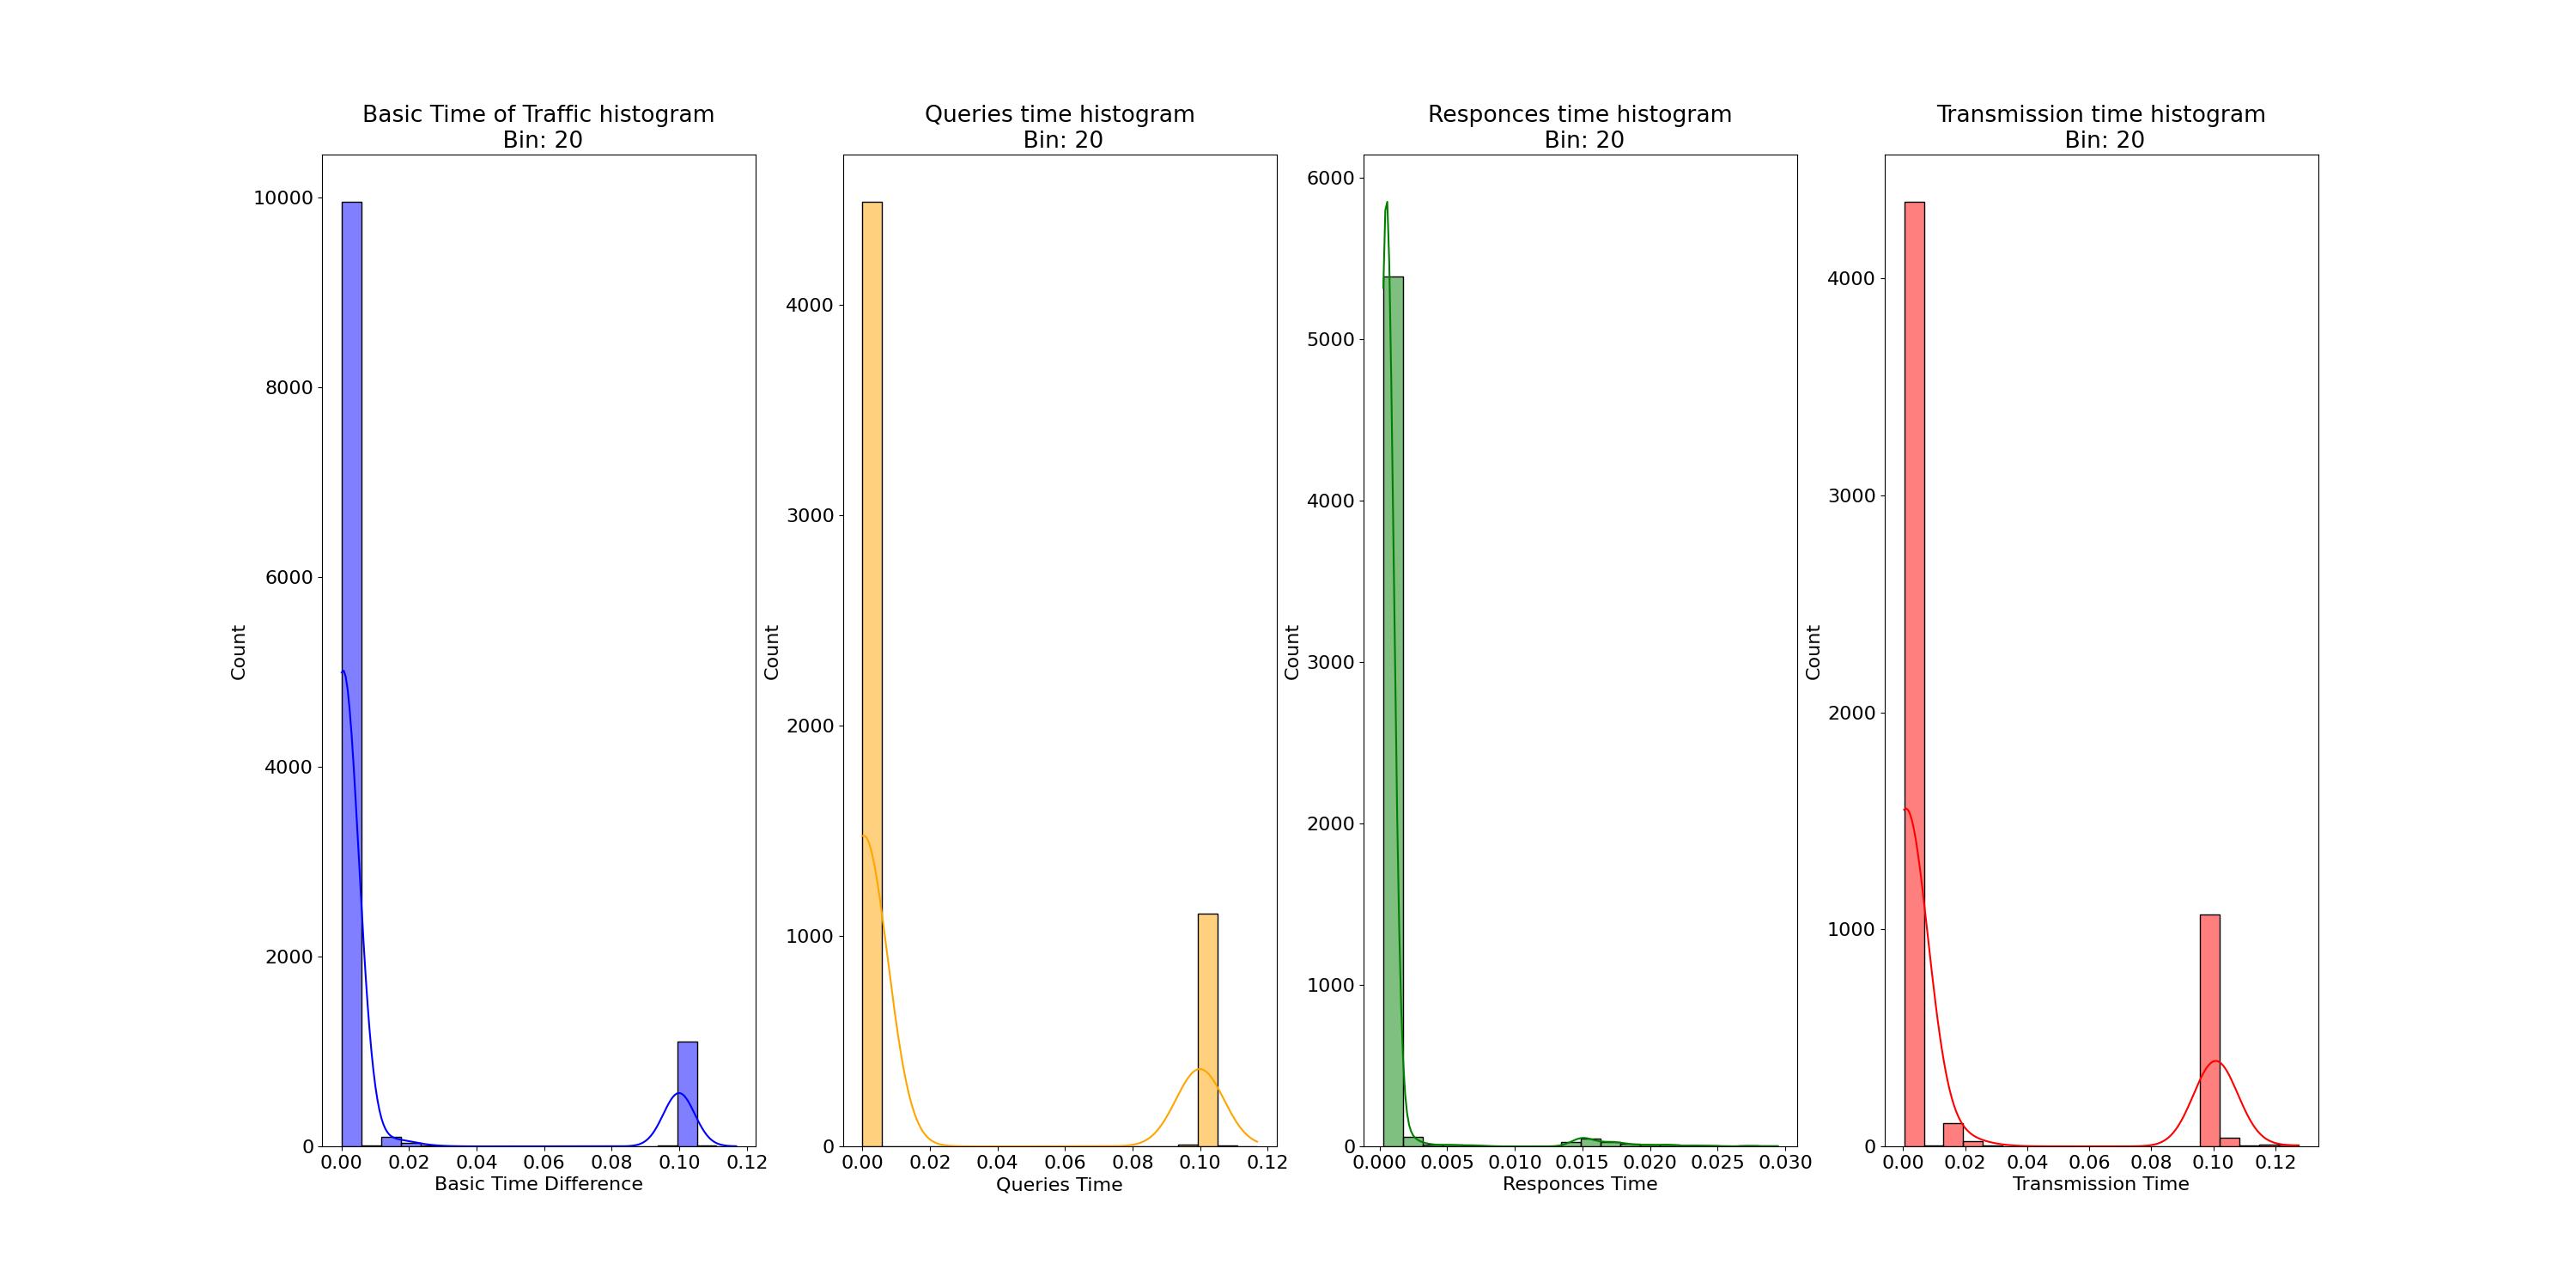 Basic Time of Traffic histogram
Bin: 20
10000
8000
6000
4000
2000
0
Count
0.00 0.02 0.04 0.06 0.08 0.10 0.12
Basic Time Difference
Queries time histogram
Bin: 20
4000
3000
2000
1000
0
Count
0.00 0.02 0.04 0.06 0.08 0.10 0.12
Queries Time
Responces time histogram
Bin: 20
6000
5000
4000
3000
2000
1000
0
Count
0.000 0.005 0.010 0.015 0.020 0.025 0.030
Responces Time
Transmission time histogram
Bin: 20
4000
3000
2000
1000
0
Count
0.00 0.02 0.04 0.06 0.08 0.10 0.12
Transmission Time